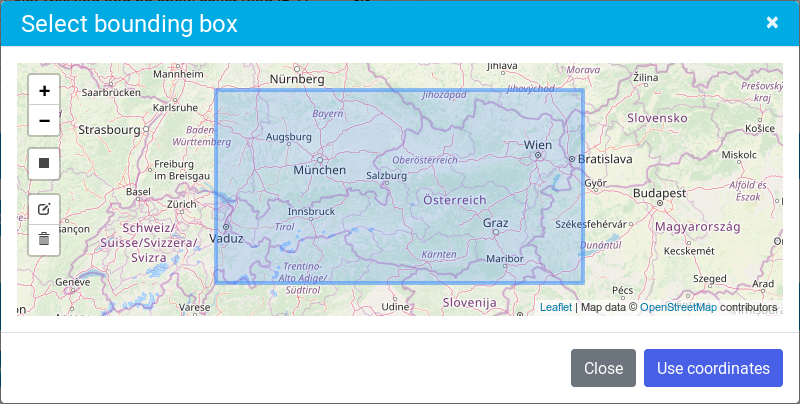 Select bounding box
×
Nürnberg
Jihlava
Morava
Mannheim
Saarbrücken
Žilina
Prešovský
kraj
+
−
Karlsruhe
Jihozápad
Jihovýchod
Bayern
Slovensko
Košice
Strasbourg
Baden
Württemberg
Augsburg
Wien
Oberösterreich
Bratislava
Miskolc
Freiburg
im Breisgau
München
Salzburg
Győr
Alföld és
Észak
Basel
Zürich
Innsbruck
Österreich
Budapest
sançon
Tirol
Graz
Székesfehérvár
Magyarország
Schweiz/
Suisse/Svizzera/
Svizra
Vaduz
Kärnten
Maribor
Dunántúl
Kecskemét
Trentino-
Alto Adige/
Südtirol
Genève
Szeged
Arad
Varese
Udine
Slovenija
Pécs
Leaflet | Map data © OpenStreetMap contributors
Close
Use coordinates